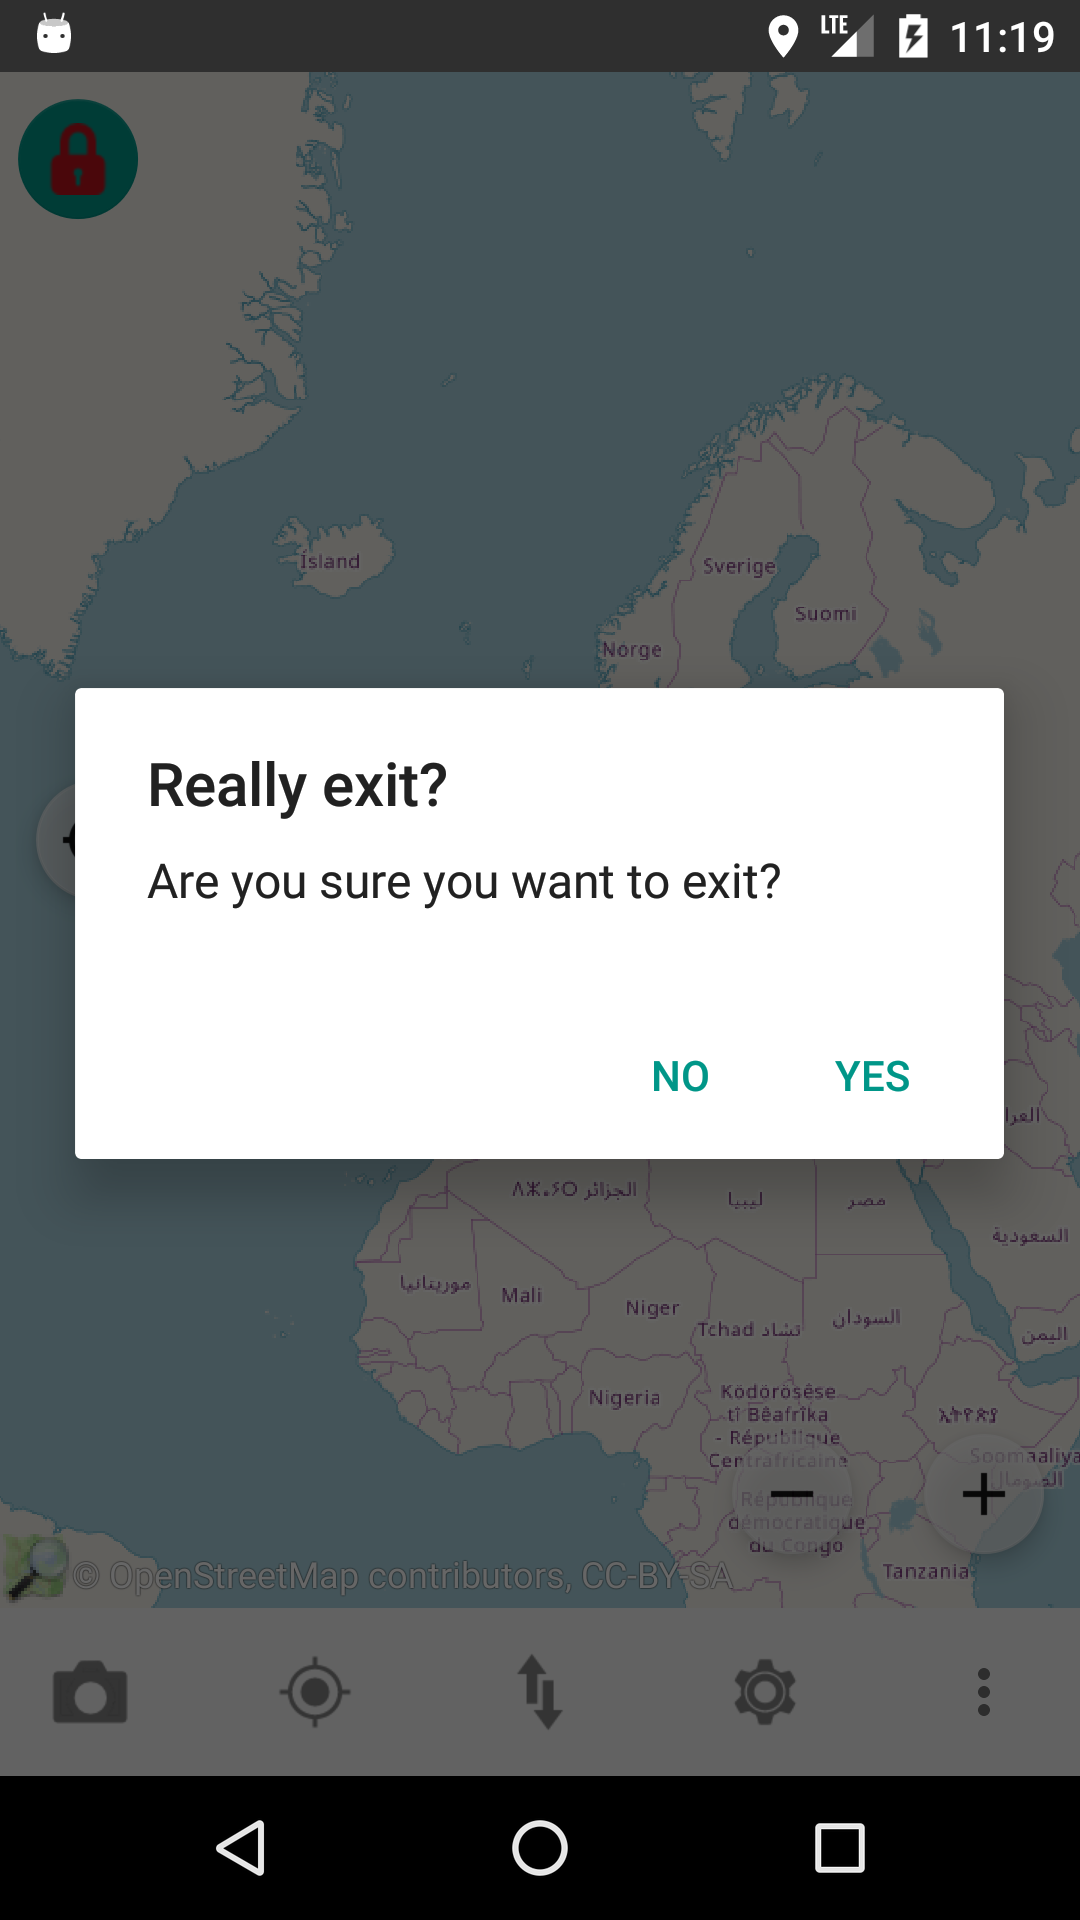 LTE 11:19
Ísland
Sverige
Suomi
Norge
Really exit?
Are you sure you want to exit?
NO YES
ⵍⵣⴰⵢⵔ الجزائر
ليبيا
مصر
السعودية
موريتانيا
Mali
Niger
Tchad تشاد
السودان
اليمن
Nigeria
Ködörösêse
tî Bêafrîka
- République
Centrafricaine
ኢትዮጵያ
Soomaaliya
الصومال
République
démocratique
du Congo
Tanzania
© OpenStreetMap contributors, CC-BY-SA